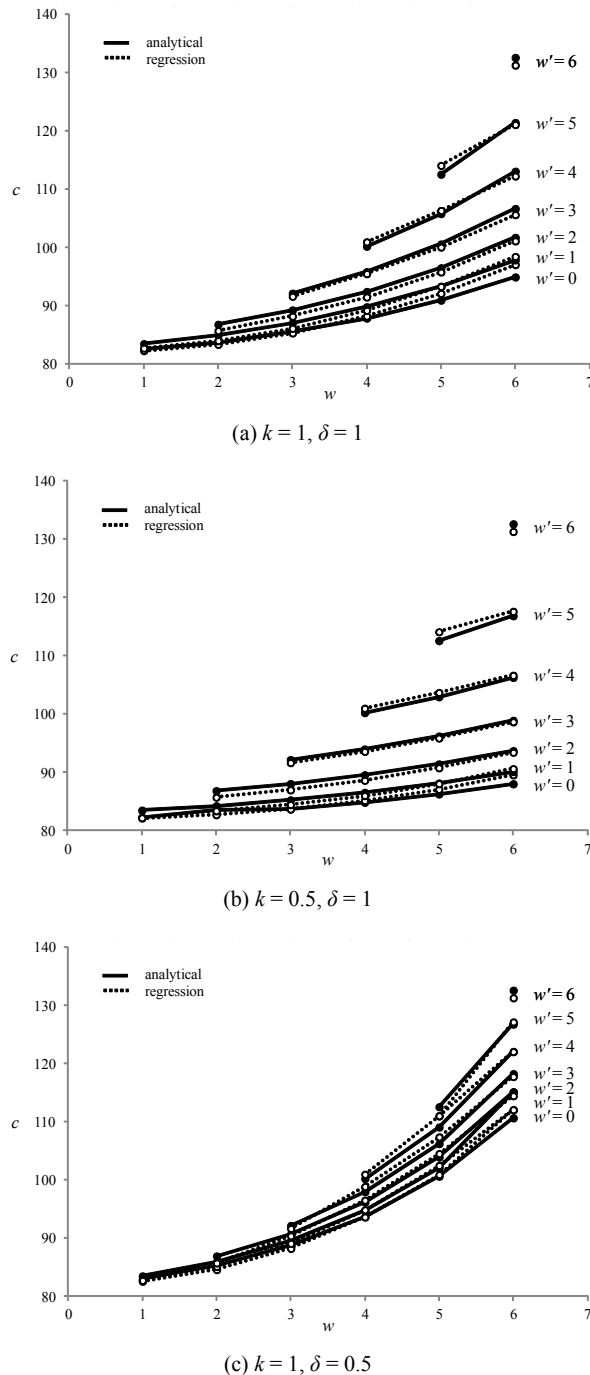 140
130
120
110
100
90
80
c
analytical
regression
w' = 6
w' = 5
w' = 4
w' = 3
w' = 2
w' = 1
w' = 0
0 1 2 3 4 5 6 7
w
(a) k = 1, δ = 1
140
130
120
110
100
90
80
c
analytical
regression
w' = 6
w' = 5
w' = 4
w' = 3
w' = 2
w' = 1
w' = 0
0 1 2 3 4 5 6 7
w
(b) k = 0.5, δ = 1
140
130
120
110
100
90
80
c
analytical
regression
w' = 6
w' = 5
w' = 4
w' = 3
w' = 2
w' = 1
w' = 0
0 1 2 3 4 5 6 7
w
(c) k = 1, δ = 0.5